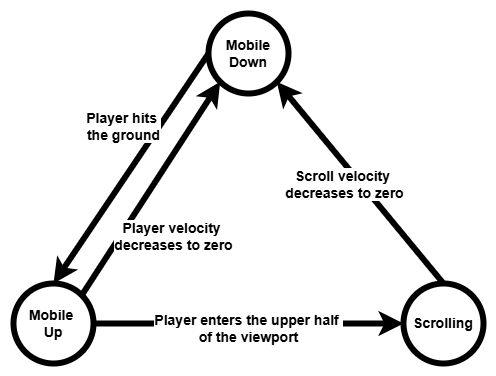 Mobile
Down
Player hits
the ground
Scroll velocity
decreases to zero
Player velocity
decreases to zero
Mobile
Up
Player enters the upper half
of the viewport
Scrolling